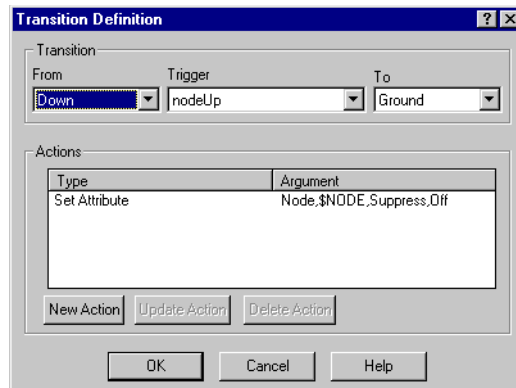 Transition Definition
Transition
From Trigger To
Down nodeUp Ground
Actions
Type Argument
Set Attribute Node,$NODE,Suppress,Off
New Action Update Action Delete Action
OK Cancel Help